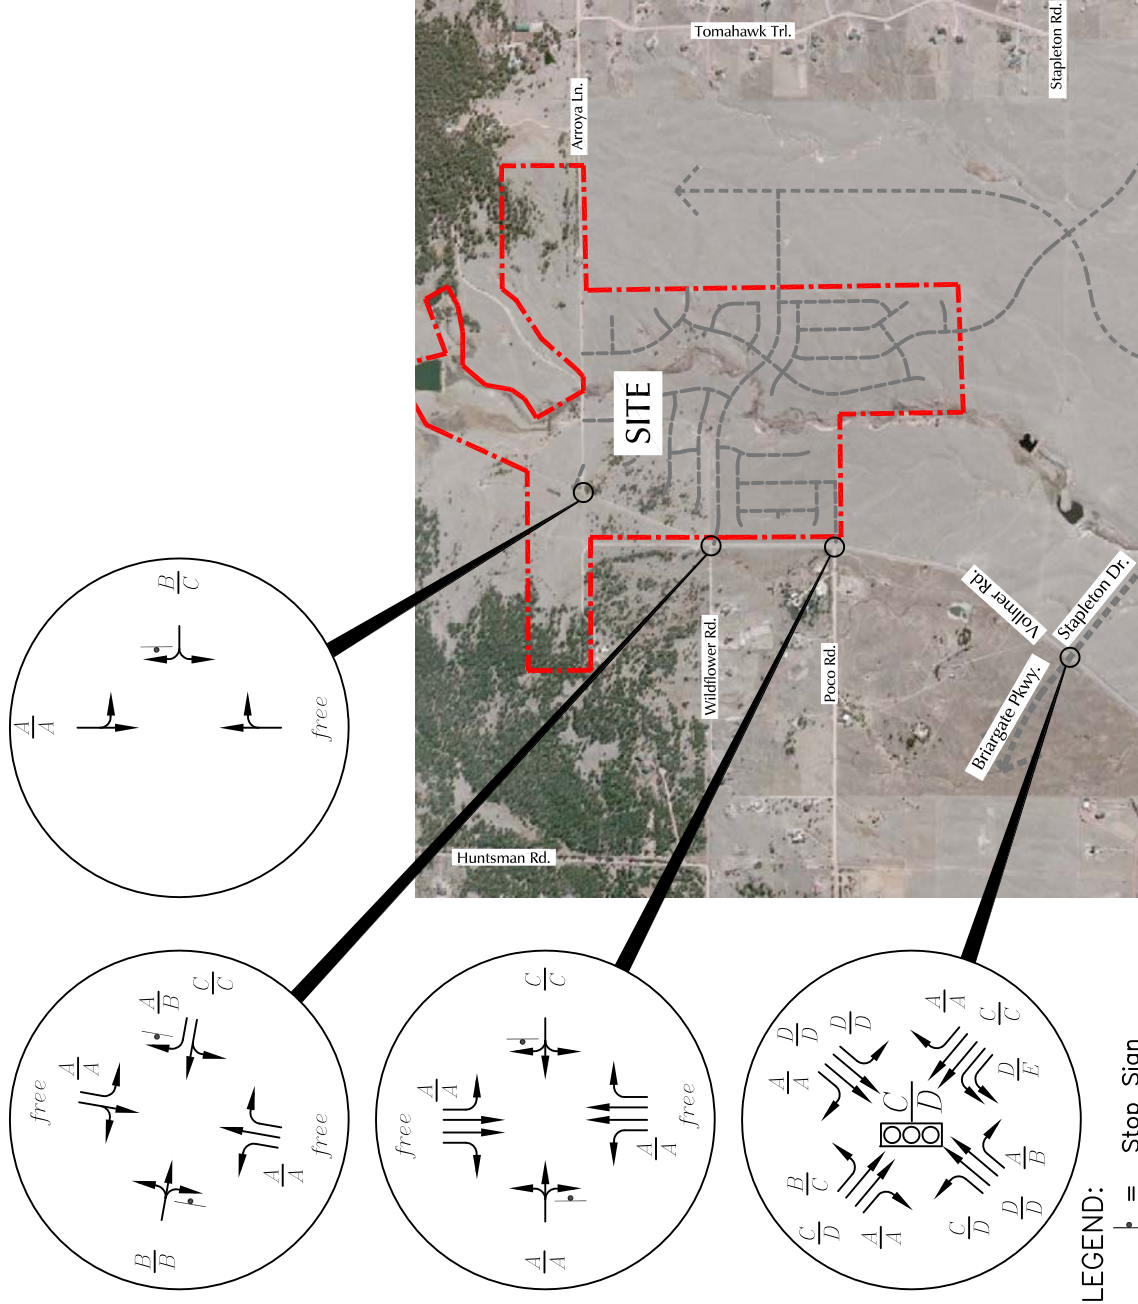 Tomahawk Trl.
Stapleton Rd.
Arroya Ln.
SITE
Wildflower Rd.
Poco Rd.
Vollmer Rd.
Stapleton Dr.
Briargate Pkwy.
Huntsman Rd.
A/A
B/C
free
free
A/A
A/B
C/C
free
A/A
B/B
free
A/A
C/C
free
A/A
A/A
D/D
D/D
A/A
A/A
C/C
D/E
C/D
B/C
C/D
A/A
C/D
D/D
A/B
LEGEND:
= Stop Sign